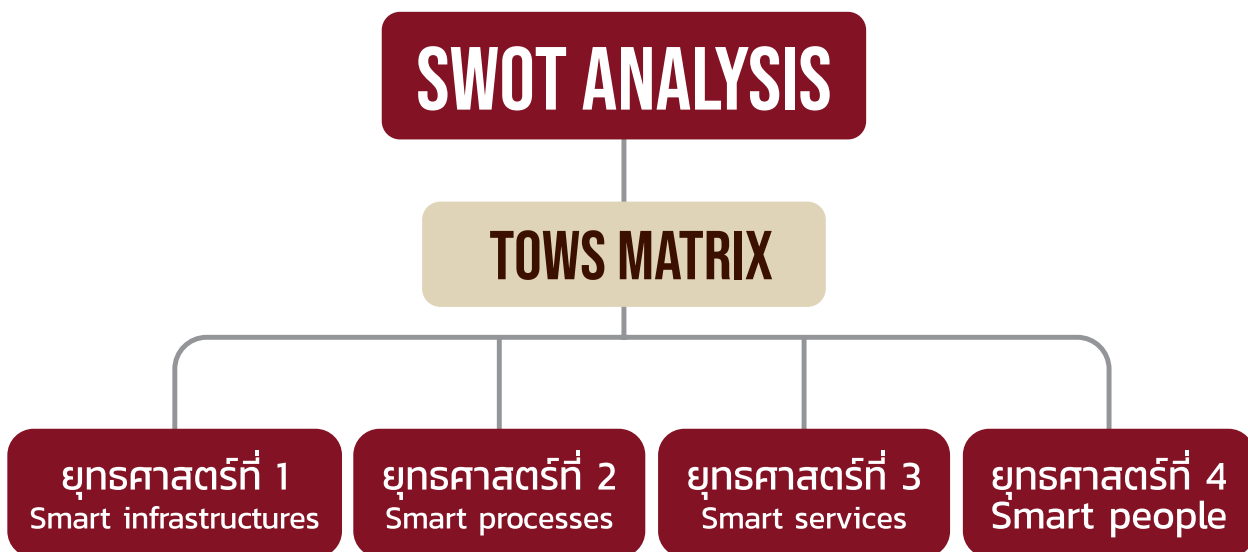 SWOT ANALYSIS
TOWS MATRIX
ยุทธศาสตร์ที่ 1
Smart infrastructures
ยุทธศาสตร์ที่ 2
Smart processes
ยุทธศาสตร์ที่ 3
Smart services
ยุทธศาสตร์ที่ 4
Smart people